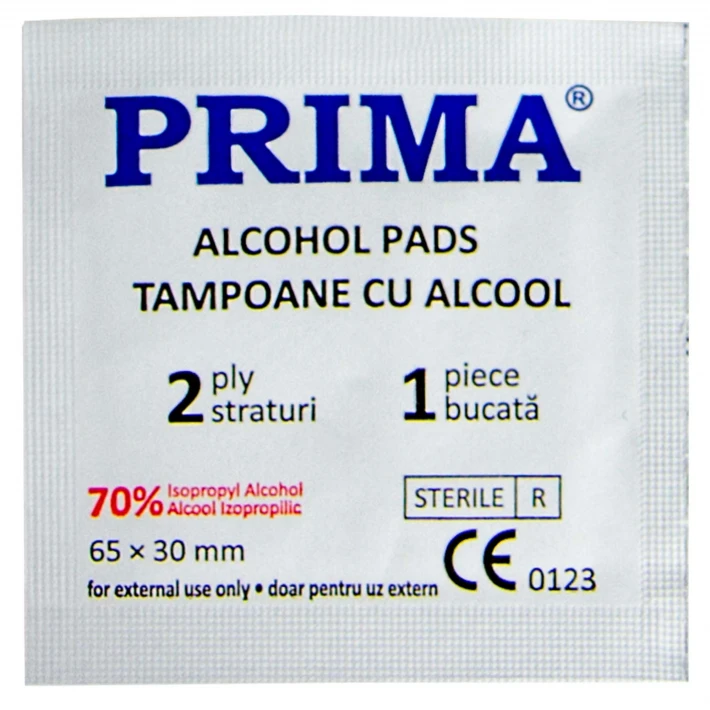 PRIMA®
ALCOHOL PADS
TAMPOANE CU ALCOOL
2 ply straturi
1 piece bucată
70% Isopropyl Alcohol
Alcool Izopropilic
STERILE R
65 × 30 mm
for external use only • doar pentru uz extern
CE 0123